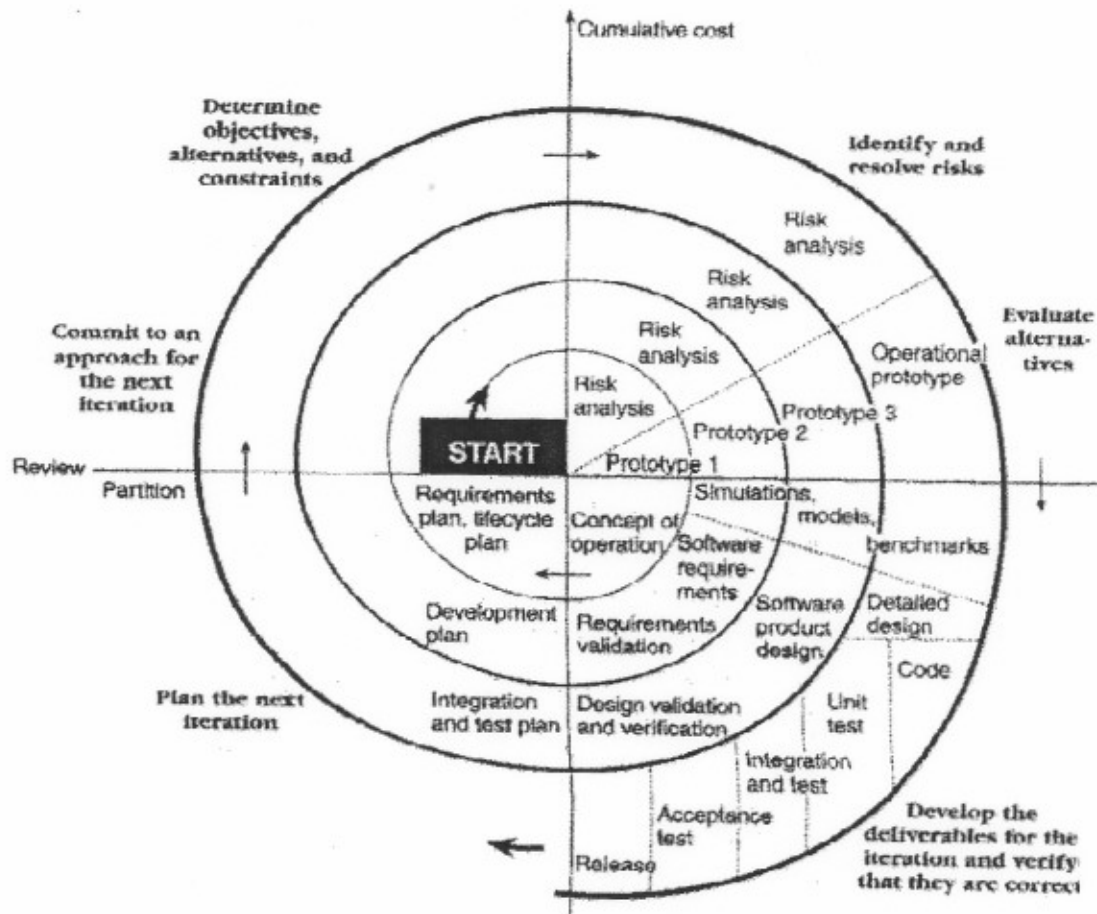 Cumulative cost
Determine
objectives,
alternatives, and
constraints
Identify and
resolve risks
Risk
analysis
Risk
analysis
Risk
analysis
Risk
analysis
Evaluate
alterna-
tives
Commit to an
approach for
the next
iteration
Operational
prototype
Prototype 3
Prototype 2
Prototype 1
START
Review
Partition
Requirements
plan, lifecycle
plan
Concept of
operation
Simulations,
models,
benchmarks
Software
require-
ments
Development
plan
Requirements
validation
Software
product
design
Detailed
design
Code
Unit
test
Plan the next
iteration
Integration
and test plan
Design validation
and verification
Integration
and test
Acceptance
test
Release
Develop the
deliverables for the
iteration and verify
that they are correct